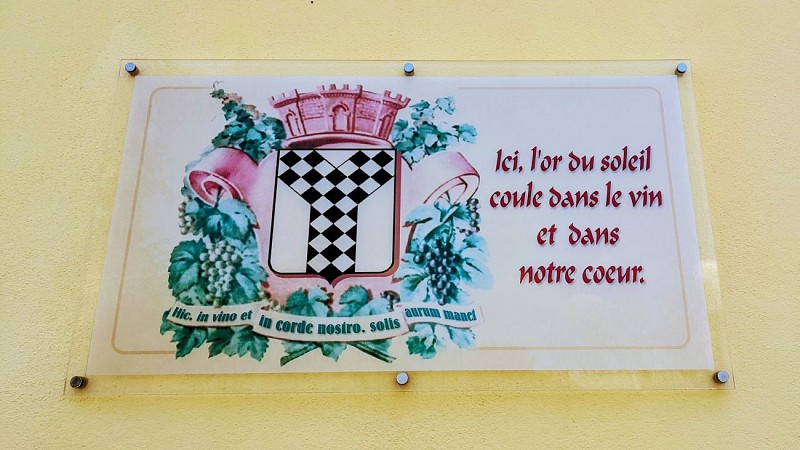 Ici, l'or du soleil
coule dans le vin
et dans
notre coeur.
Hic. in vino et in corde nostro. solis aurum manet